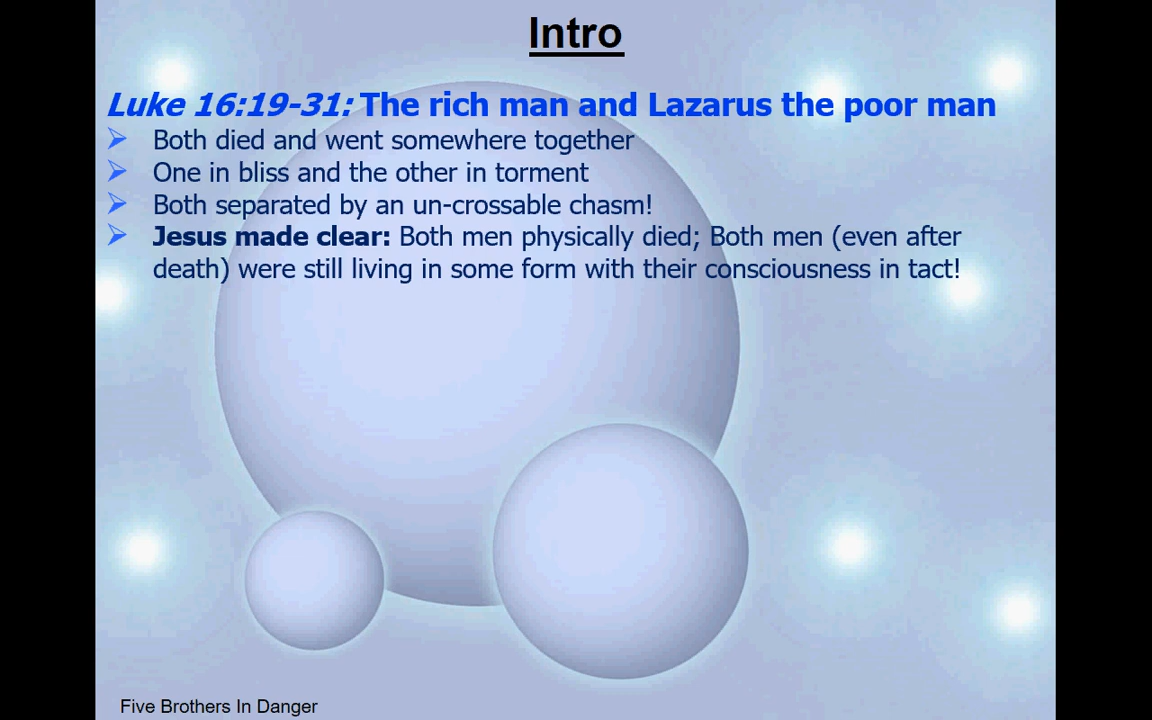 Intro
Luke 16:19-31: The rich man and Lazarus the poor man
Both died and went somewhere together
One in bliss and the other in torment
Both separated by an un-crossable chasm!
Jesus made clear: Both men physically died; Both men (even after
death) were still living in some form with their consciousness in tact!
Five Brothers In Danger